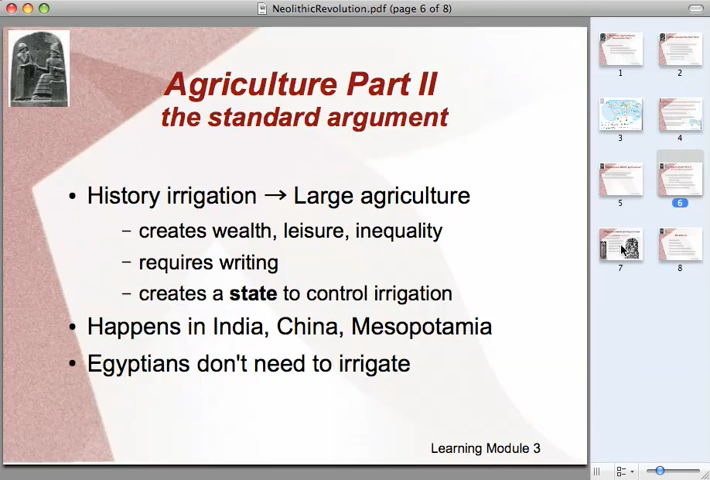 NeolithicRevolution.pdf (page 6 of 8)
Agriculture Part II
the standard argument
• History irrigation → Large agriculture
– creates wealth, leisure, inequality
– requires writing
– creates a state to control irrigation
• Happens in India, China, Mesopotamia
• Egyptians don't need to irrigate
Learning Module 3
1
2
3
4
5
6
7
8